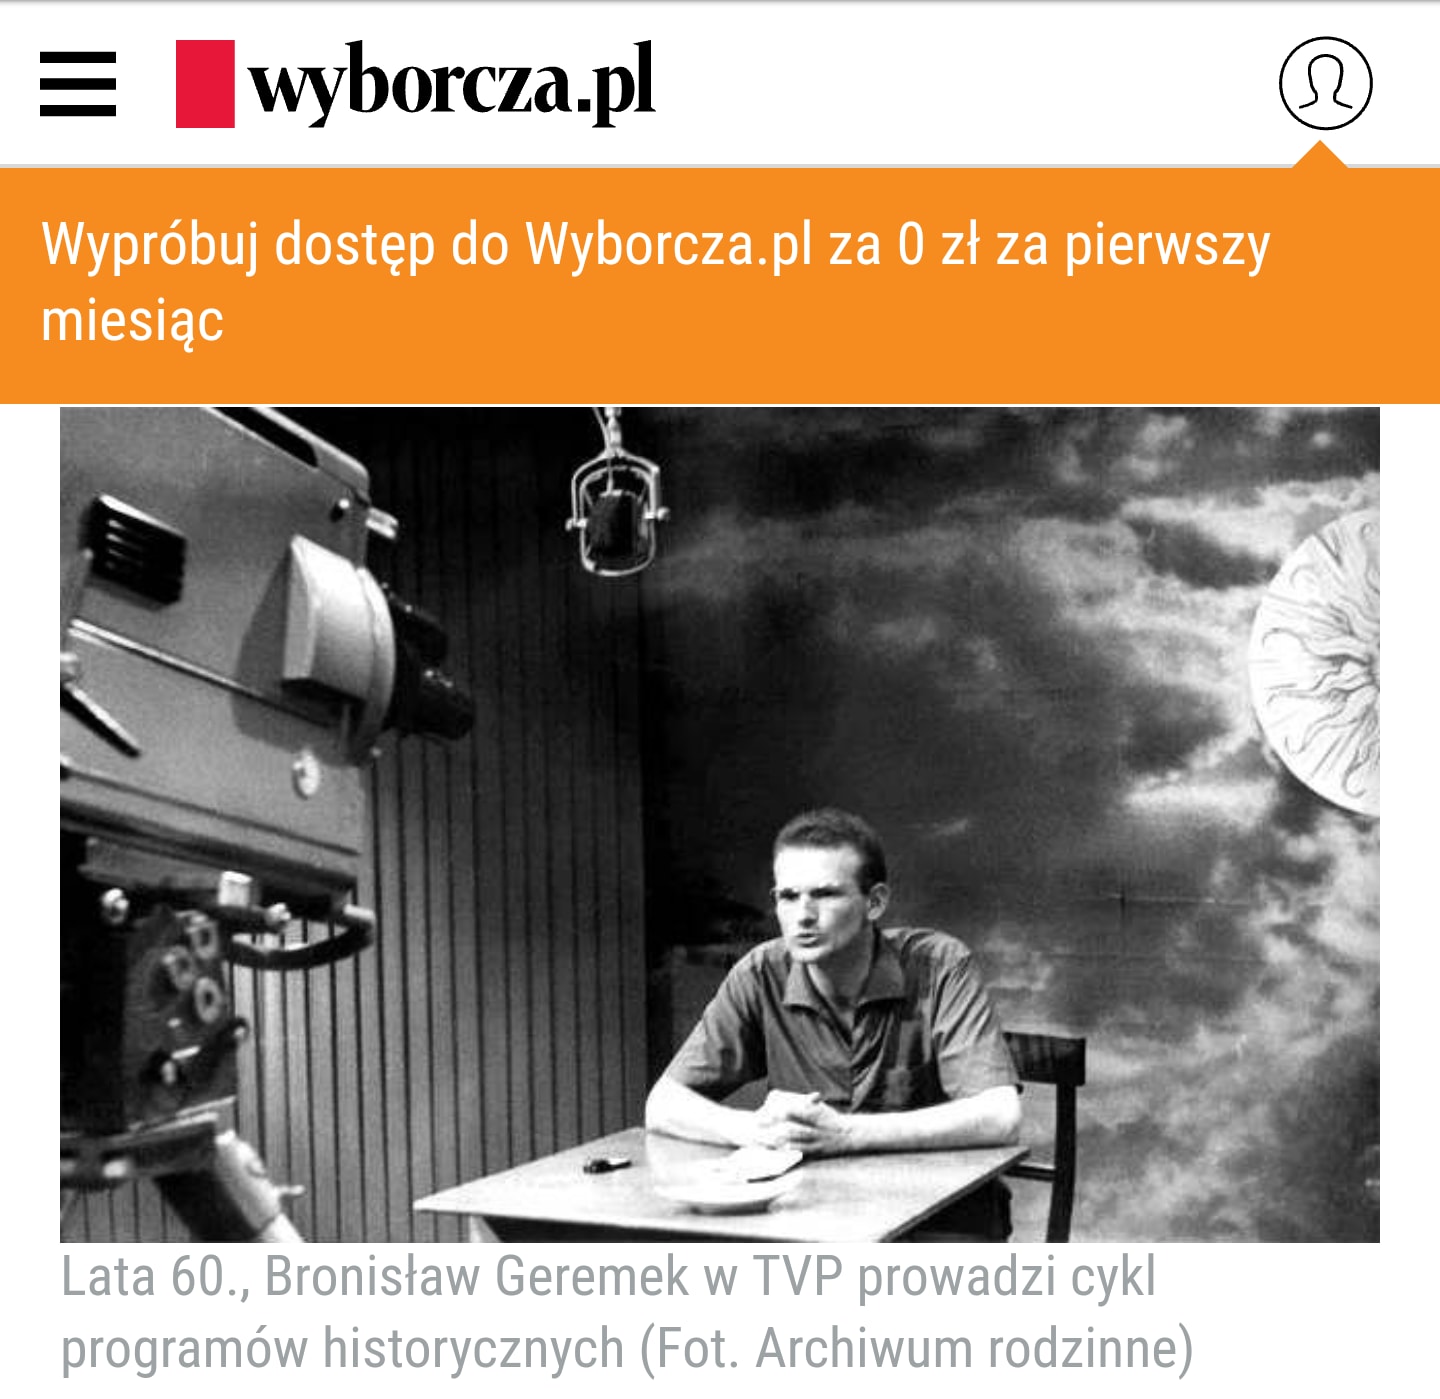 wyborcza.pl
Wypróbuj dostęp do Wyborcza.pl za 0 zł za pierwszy
miesiąc
Lata 60., Bronisław Geremek w TVP prowadzi cykl
programów historycznych (Fot. Archiwum rodzinne)